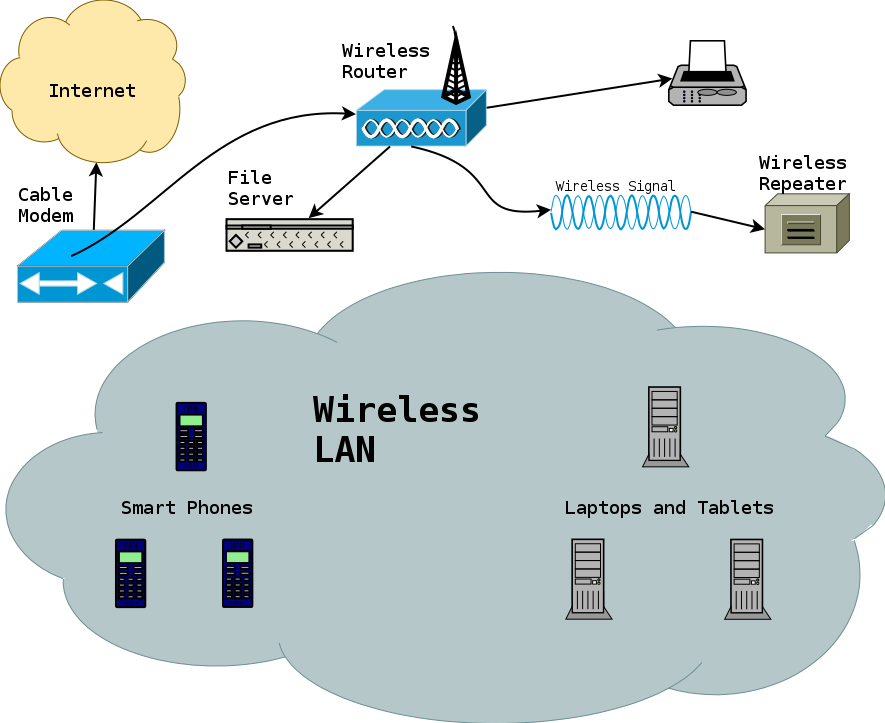 Internet
Wireless
Router
Wireless
Repeater
Wireless Signal
File
Server
Cable
Modem
Wireless
LAN
Smart Phones
Laptops and Tablets